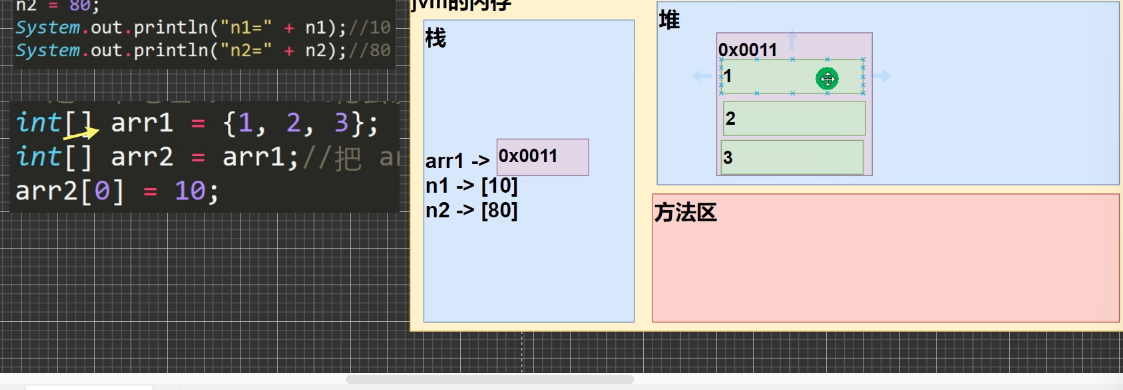 n2 = 80;
System.out.println("n1=" + n1);//10
System.out.println("n2=" + n2);//80
int[] arr1 = {1, 2, 3};
int[] arr2 = arr1;//把 ar
arr2[0] = 10;
jvm的内存
栈
arr1 -> 0x0011
n1 -> [10]
n2 -> [80]
堆
0x0011
1
2
3
方法区